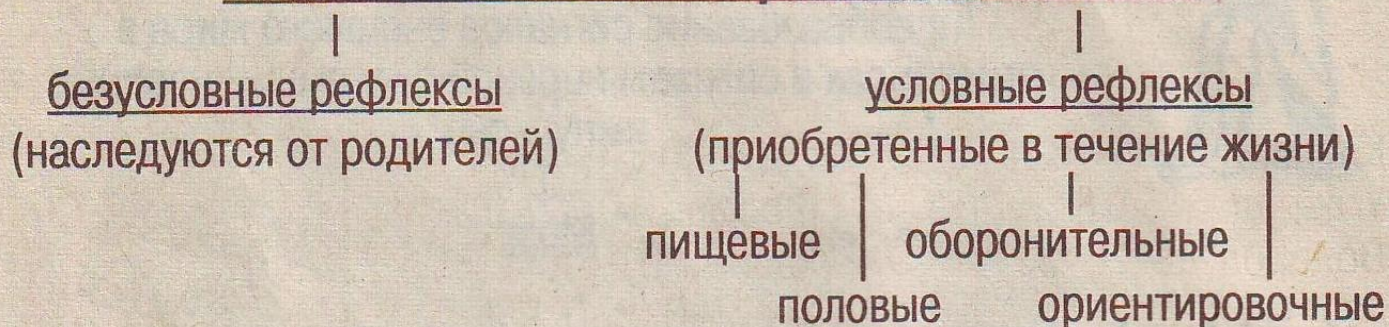 безусловные рефлексы условные рефлексы
(наследуются от родителей) (приобретенные в течение жизни)
пищевые оборонительные
половые ориентировочные